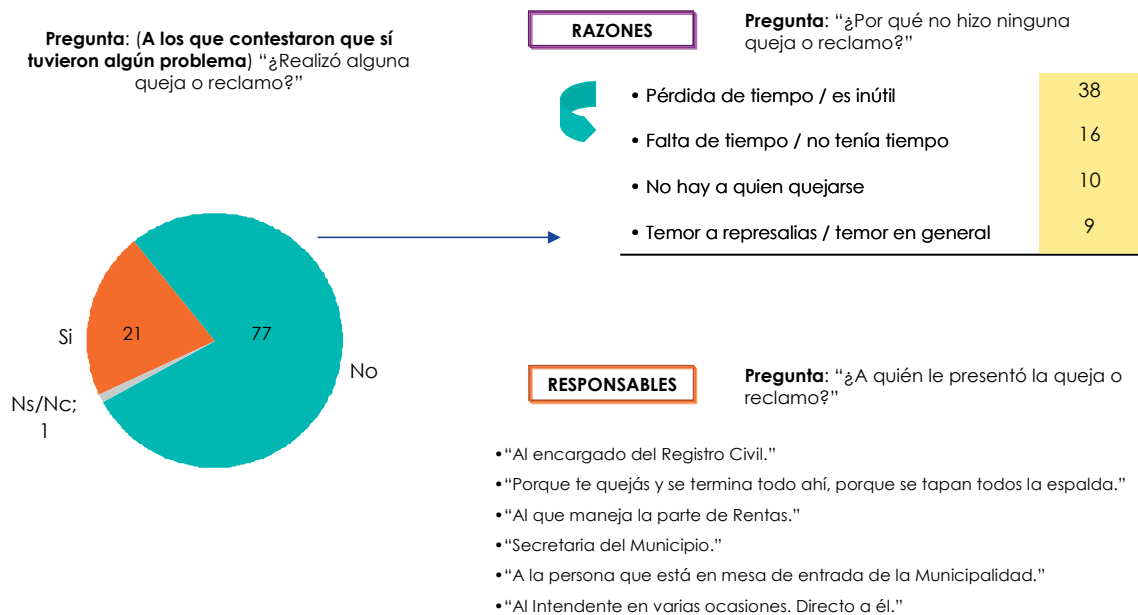 Pregunta: (A los que contestaron que sí
tuvieron algún problema) “¿Realizó alguna
queja o reclamo?”
Si
21
77
No
Ns/Nc;
1
RAZONES
Pregunta: “¿Por qué no hizo ninguna
queja o reclamo?”
• Pérdida de tiempo / es inútil 38
• Falta de tiempo / no tenía tiempo 16
• No hay a quien quejarse 10
• Temor a represalias / temor en general 9
RESPONSABLES
Pregunta: “¿A quién le presentó la queja o
reclamo?”
•“Al encargado del Registro Civil.”
•“Porque te quejás y se termina todo ahí, porque se tapan todos la espalda.”
•“Al que maneja la parte de Rentas.”
•“Secretaria del Municipio.”
•“A la persona que está en mesa de entrada de la Municipalidad.”
•“Al Intendente en varias ocasiones. Directo a él.”